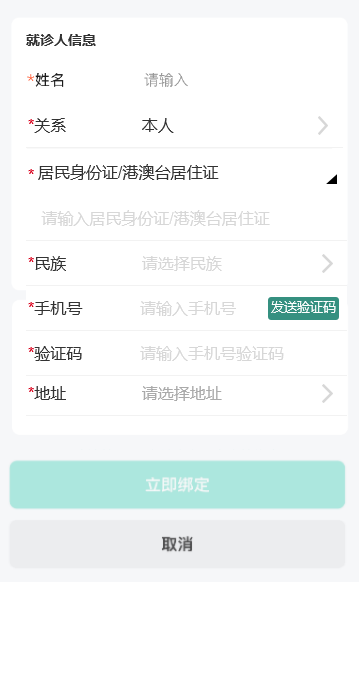 就诊人信息
*姓名 请输入
*关系 本人
* 居民身份证/港澳台居住证
请输入居民身份证/港澳台居住证
*民族 请选择民族
*手机号 请输入手机号 发送验证码
*验证码 请输入手机号验证码
*地址 请选择地址
立即绑定
取消